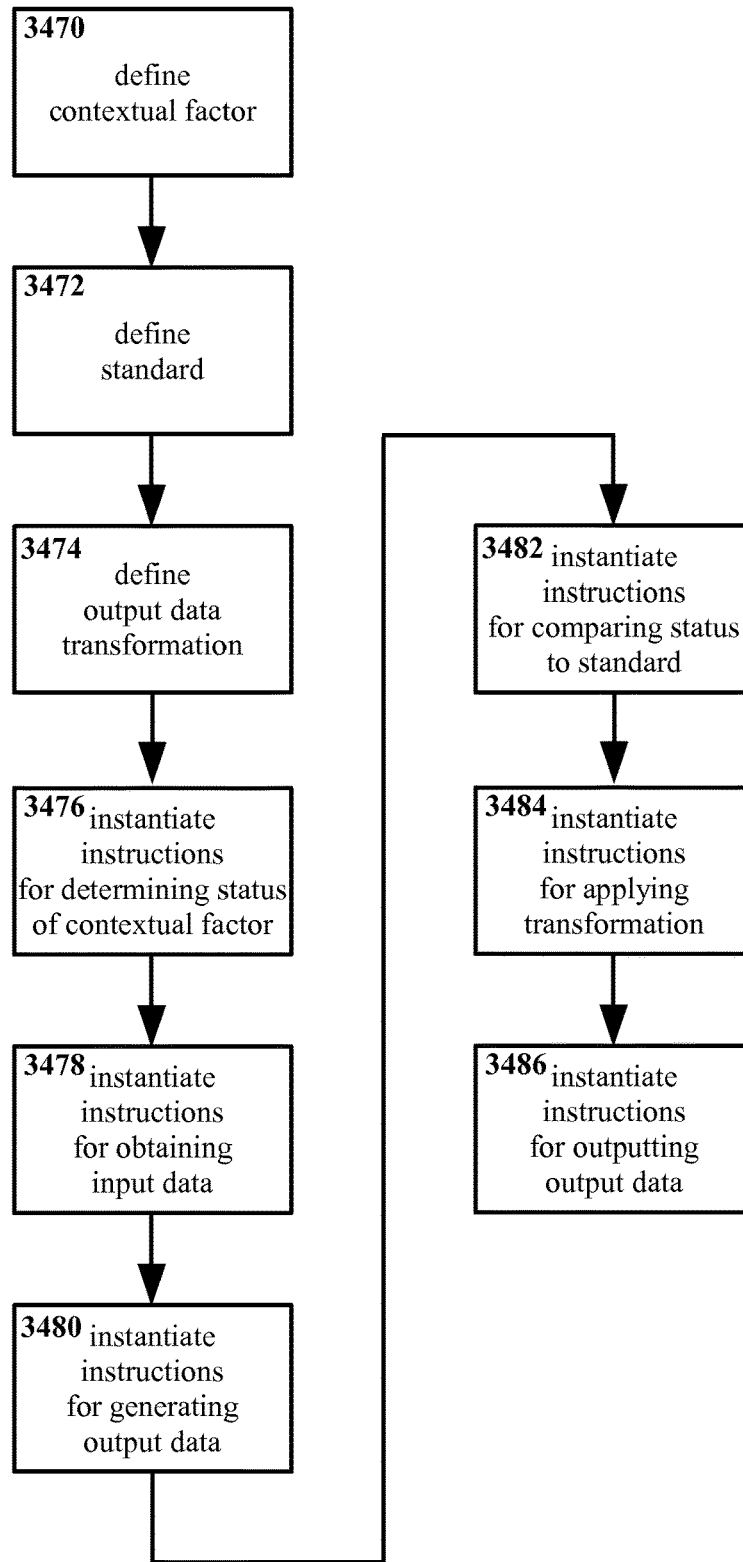 3470
define
contextual factor
3472
define
standard
3474
define
output data
transformation
3476 instantiate
instructions
for determining status
of contextual factor
3478 instantiate
instructions
for obtaining
input data
3480 instantiate
instructions
for generating
output data
3482 instantiate
instructions
for comparing status
to standard
3484 instantiate
instructions
for applying
transformation
3486 instantiate
instructions
for outputting
output data